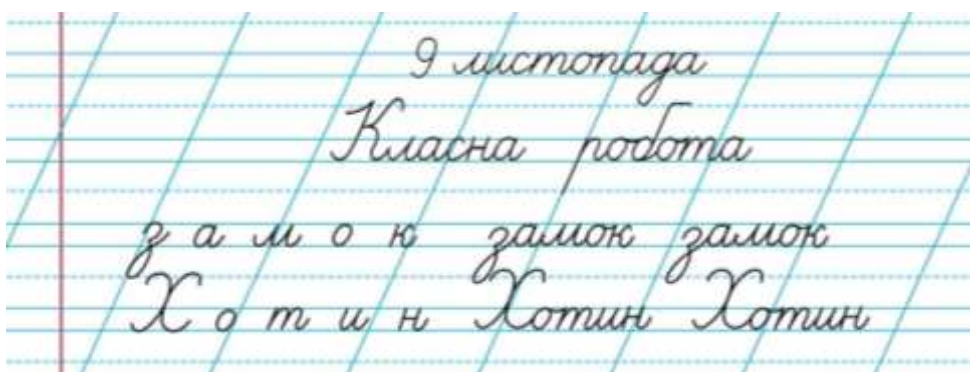 9 листопада
Класна робота
з а м о к замок замок
Х о т и н Хотин Хотин